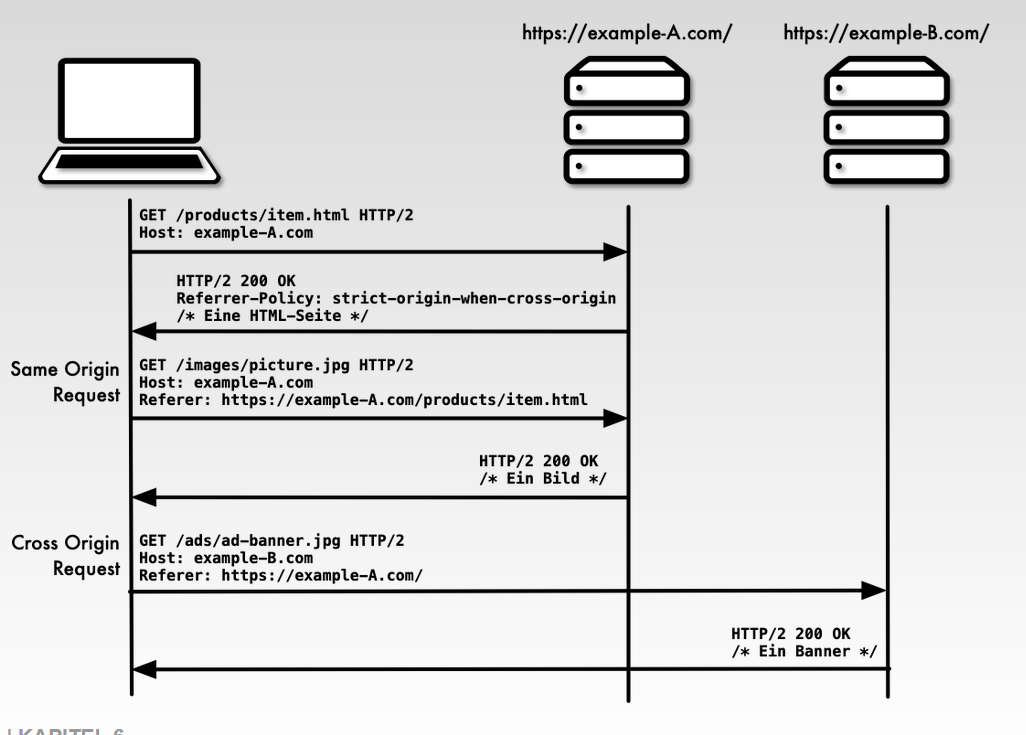 https://example-A.com/
https://example-B.com/
GET /products/item.html HTTP/2
Host: example-A.com
HTTP/2 200 OK
Referrer-Policy: strict-origin-when-cross-origin
/* Eine HTML-Seite */
Same Origin
Request
GET /images/picture.jpg HTTP/2
Host: example-A.com
Referer: https://example-A.com/products/item.html
HTTP/2 200 OK
/* Ein Bild */
Cross Origin
Request
GET /ads/ad-banner.jpg HTTP/2
Host: example-B.com
Referer: https://example-A.com/
HTTP/2 200 OK
/* Ein Banner */
| KAPITEL 6